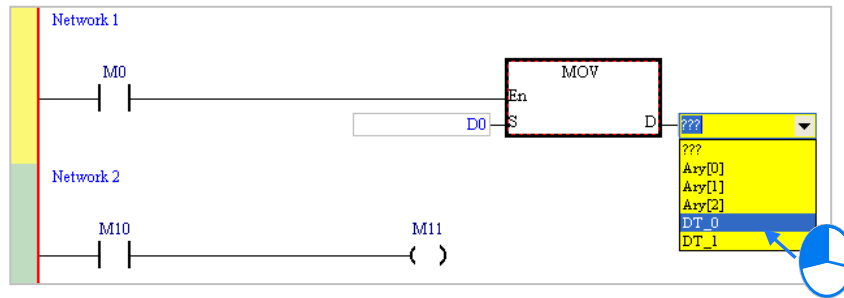 Network 1
M0
MOV
En
D0
S
D
???
???
Ary[0]
Ary[1]
Ary[2]
DT_0
DT_1
Network 2
M10
M11